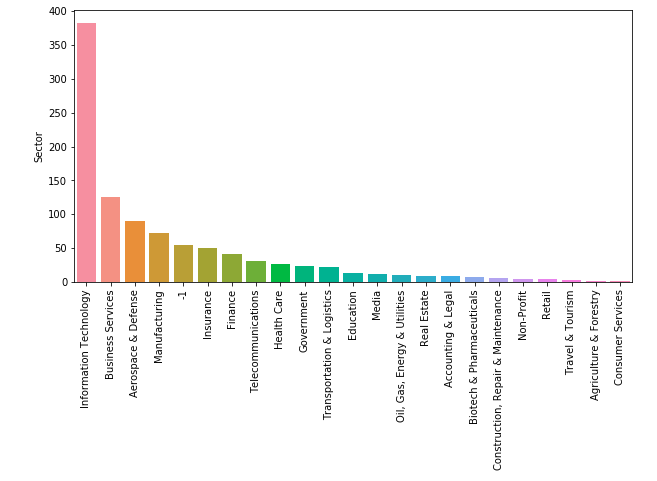 400
350
300
250
200
150
100
50
0
Sector
Information Technology
Business Services
Aerospace & Defense
Manufacturing
-1
Insurance
Finance
Telecommunications
Health Care
Government
Transportation & Logistics
Education
Media
Oil, Gas, Energy & Utilities
Real Estate
Accounting & Legal
Biotech & Pharmaceuticals
Construction, Repair & Maintenance
Non-Profit
Retail
Travel & Tourism
Agriculture & Forestry
Consumer Services